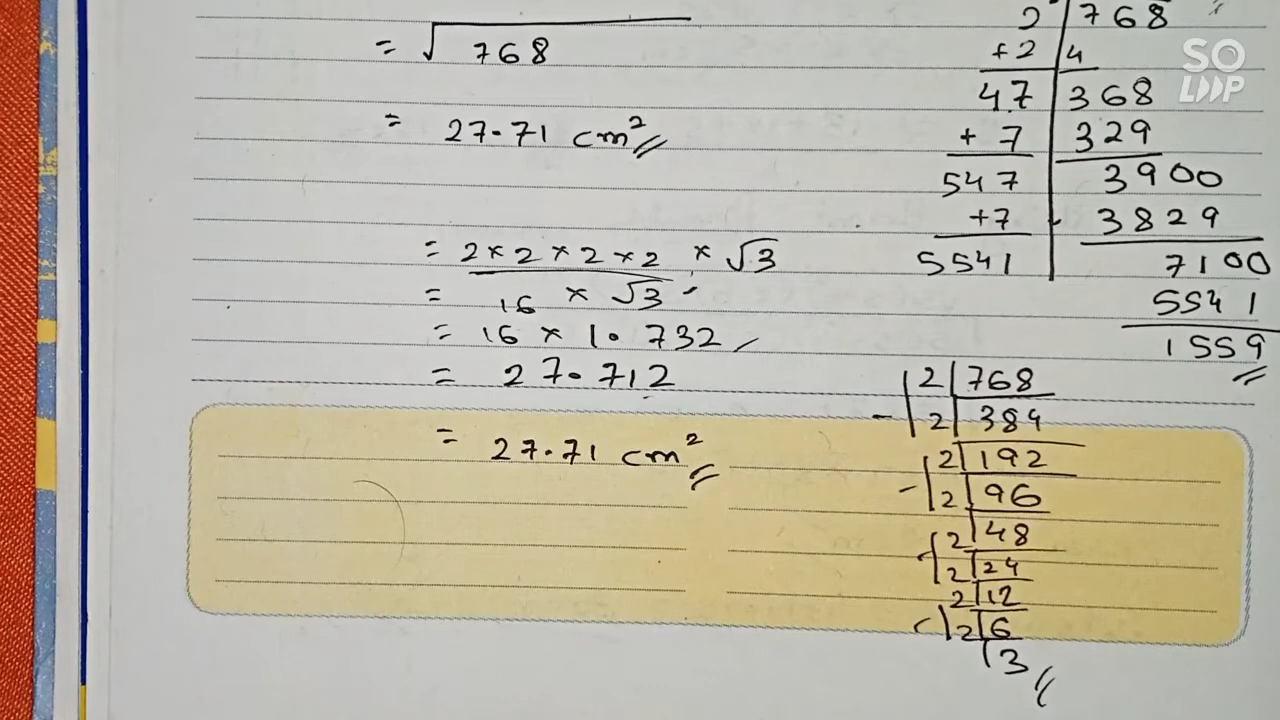 = √768
= 27.71 cm²
= 2 × 2 × 2 × 2 × √3
= 16 × √3
= 16 × 1.732
= 27.712
= 27.71 cm²
2 | 768
+2 | 4
47 | 368
+7 | 329
547 | 3900
+7 | 3829
5541 | 7100
5541
1559
2 | 768
2 | 384
2 | 192
2 | 96
2 | 48
2 | 24
2 | 12
2 | 6
3
SO
LOOP